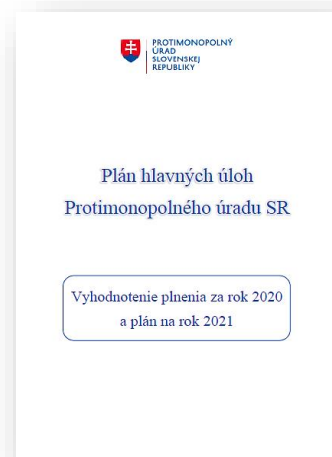 PROTIMONOPOLNÝ
ÚRAD
SLOVENSKEJ
REPUBLIKY
Plán hlavných úloh
Protimonopolného úradu SR
Vyhodnotenie plnenia za rok 2020
a plán na rok 2021